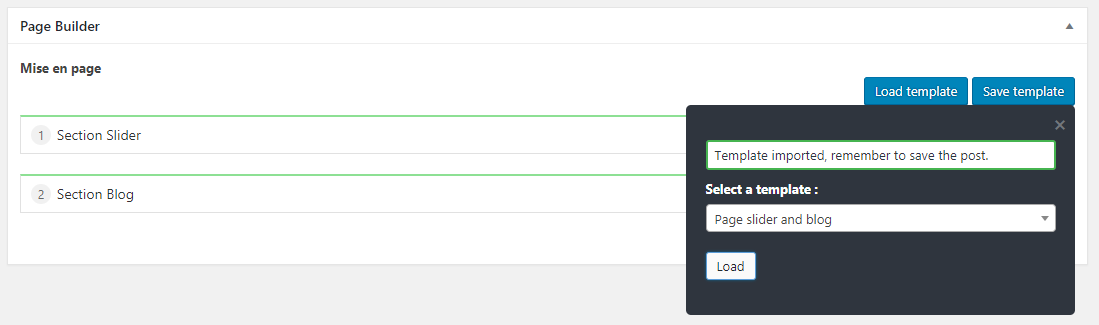 Page Builder
Mise en page
Load template
Save template
1 Section Slider
2 Section Blog
Template imported, remember to save the post.
Select a template :
Page slider and blog
Load